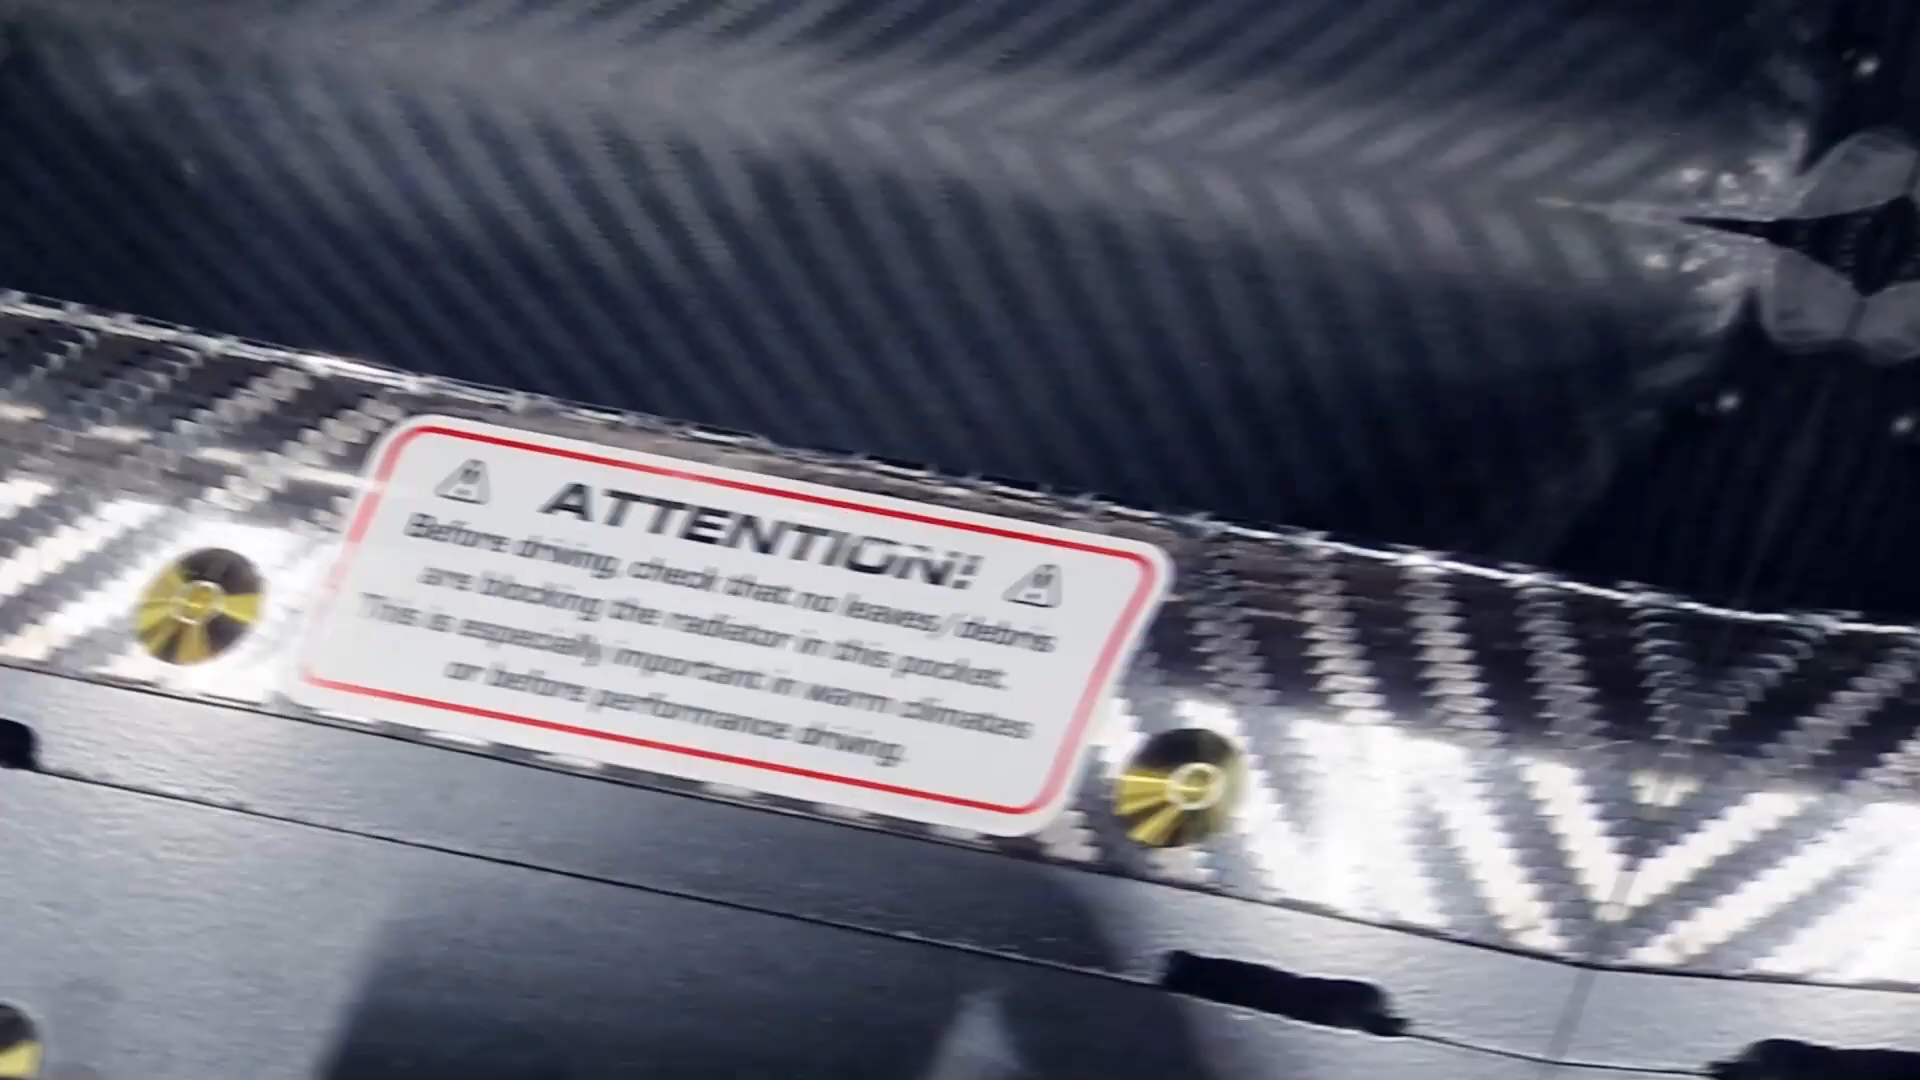 ATTENTION!
Before driving, check that no leaves/debris
are blocking the radiator in this pocket.
This is especially important in warm climates
or before performance driving.